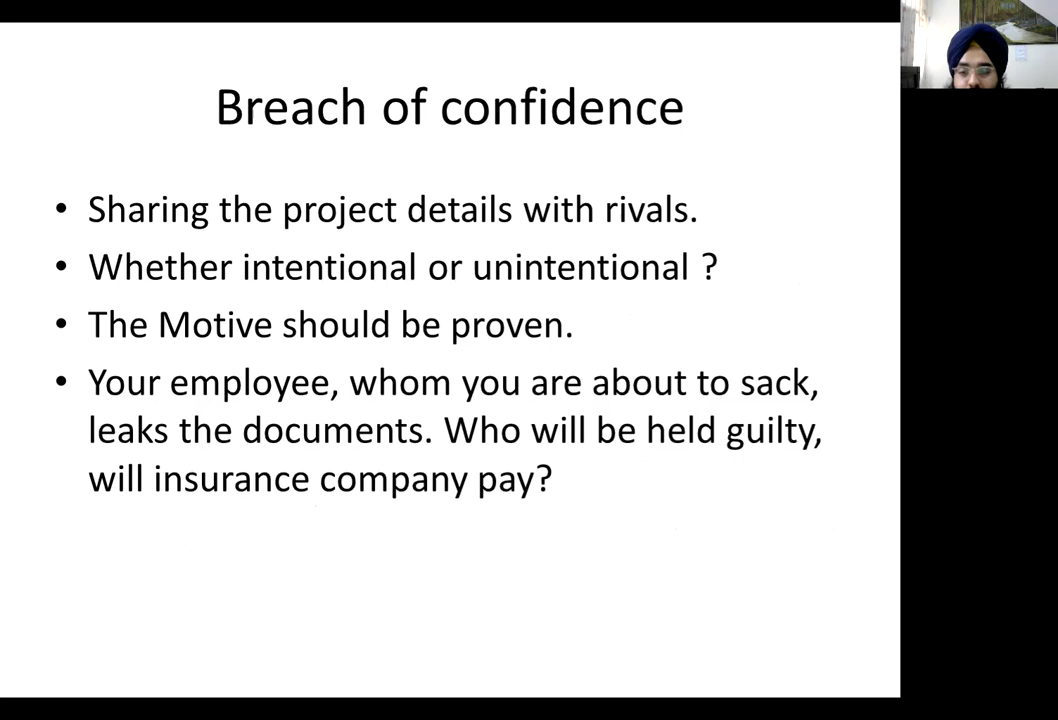 Breach of confidence
• Sharing the project details with rivals.
• Whether intentional or unintentional ?
• The Motive should be proven.
• Your employee, whom you are about to sack,
leaks the documents. Who will be held guilty,
will insurance company pay?